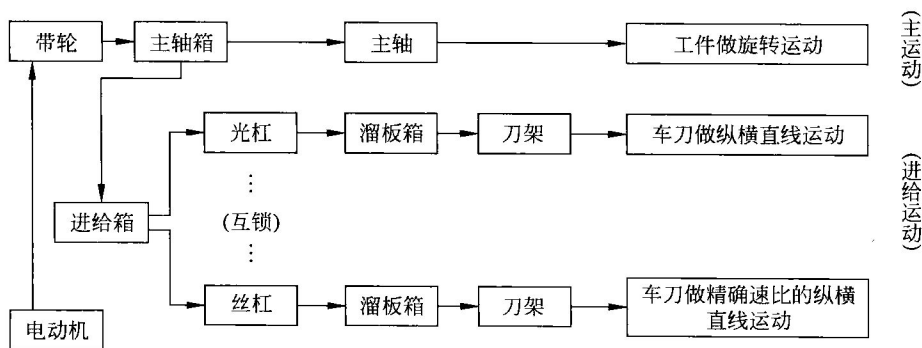 带轮
主轴箱
主轴
工件做旋转运动
(主运动)
光杠
溜板箱
刀架
车刀做纵横直线运动
进给箱
(互锁)
(进给运动)
丝杠
溜板箱
刀架
车刀做精确速比的纵横
直线运动
电动机